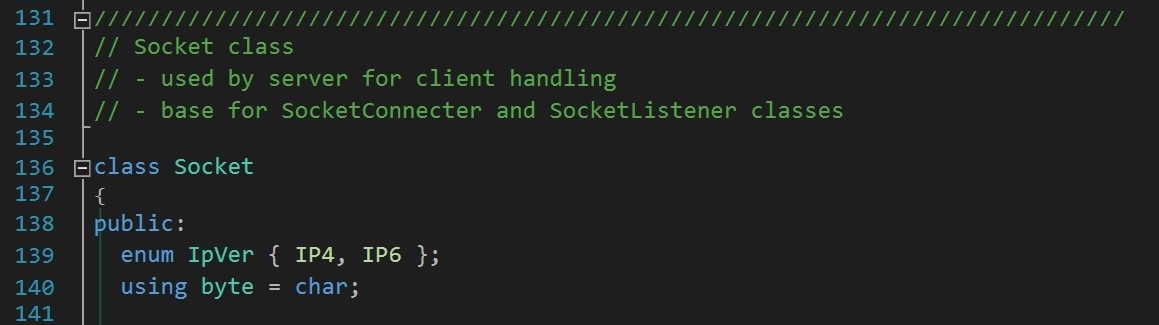 131 /////////////////////////////////////////////////////////////////////////////
132 // Socket class
133 // - used by server for client handling
134 // - base for SocketConnecter and SocketListener classes
135
136 class Socket
137 {
138 public:
139   enum IpVer { IP4, IP6 };
140   using byte = char;
141